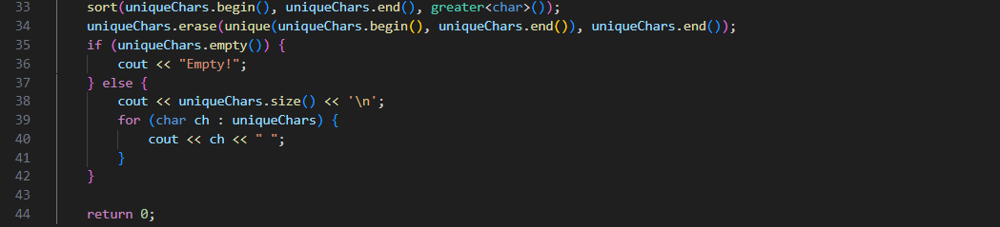 33 sort(uniqueChars.begin(), uniqueChars.end(), greater<char>());
34 uniqueChars.erase(unique(uniqueChars.begin(), uniqueChars.end()), uniqueChars.end());
35 if (uniqueChars.empty()) {
36 cout << "Empty!";
37 } else {
38 cout << uniqueChars.size() << '\n';
39 for (char ch : uniqueChars) {
40 cout << ch << " ";
41 }
42 }
43
44 return 0;